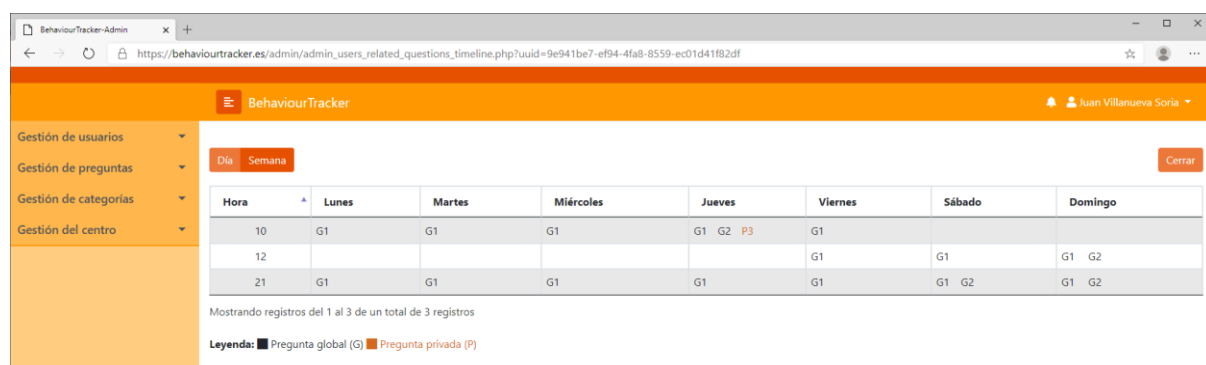 BehaviourTracker-Admin
https://behaviourtracker.es/admin/admin_users_related_questions_timeline.php?uuid=9e941be7-ef94-4fa8-8559-ec01d41f82df
BehaviourTracker Juan Villanueva Soria
Gestión de usuarios
Gestión de preguntas
Gestión de categorías
Gestión del centro
Día Semana Cerrar
Hora Lunes Martes Miércoles Jueves Viernes Sábado Domingo
10 G1 G1 G1 G1 G2 P3 G1
12 G1 G1 G1 G2
21 G1 G1 G1 G1 G1 G1 G2 G1 G2
Mostrando registros del 1 al 3 de un total de 3 registros
Leyenda: Pregunta global (G) Pregunta privada (P)